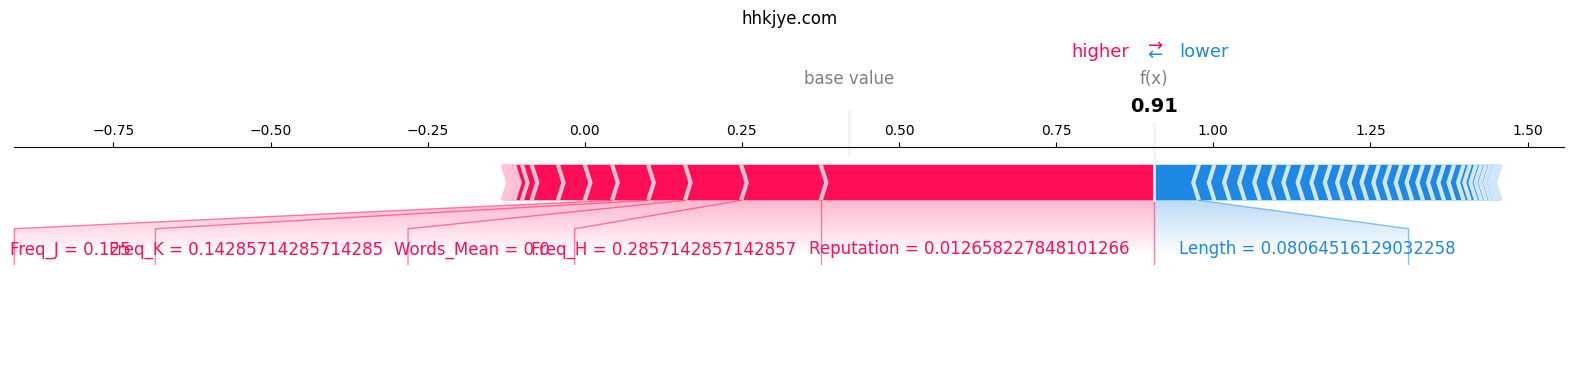 hhkjye.com
higher → ← lower
base value f(x)
0.91
−0.75 −0.50 −0.25 0.00 0.25 0.50 0.75 1.00 1.25 1.50
Freq_J = 0.125 Freq_K = 0.14285714285714285 Words_Mean = 0.0 Freq_H = 0.2857142857142857 Reputation = 0.012658227848101266 Length = 0.08064516129032258